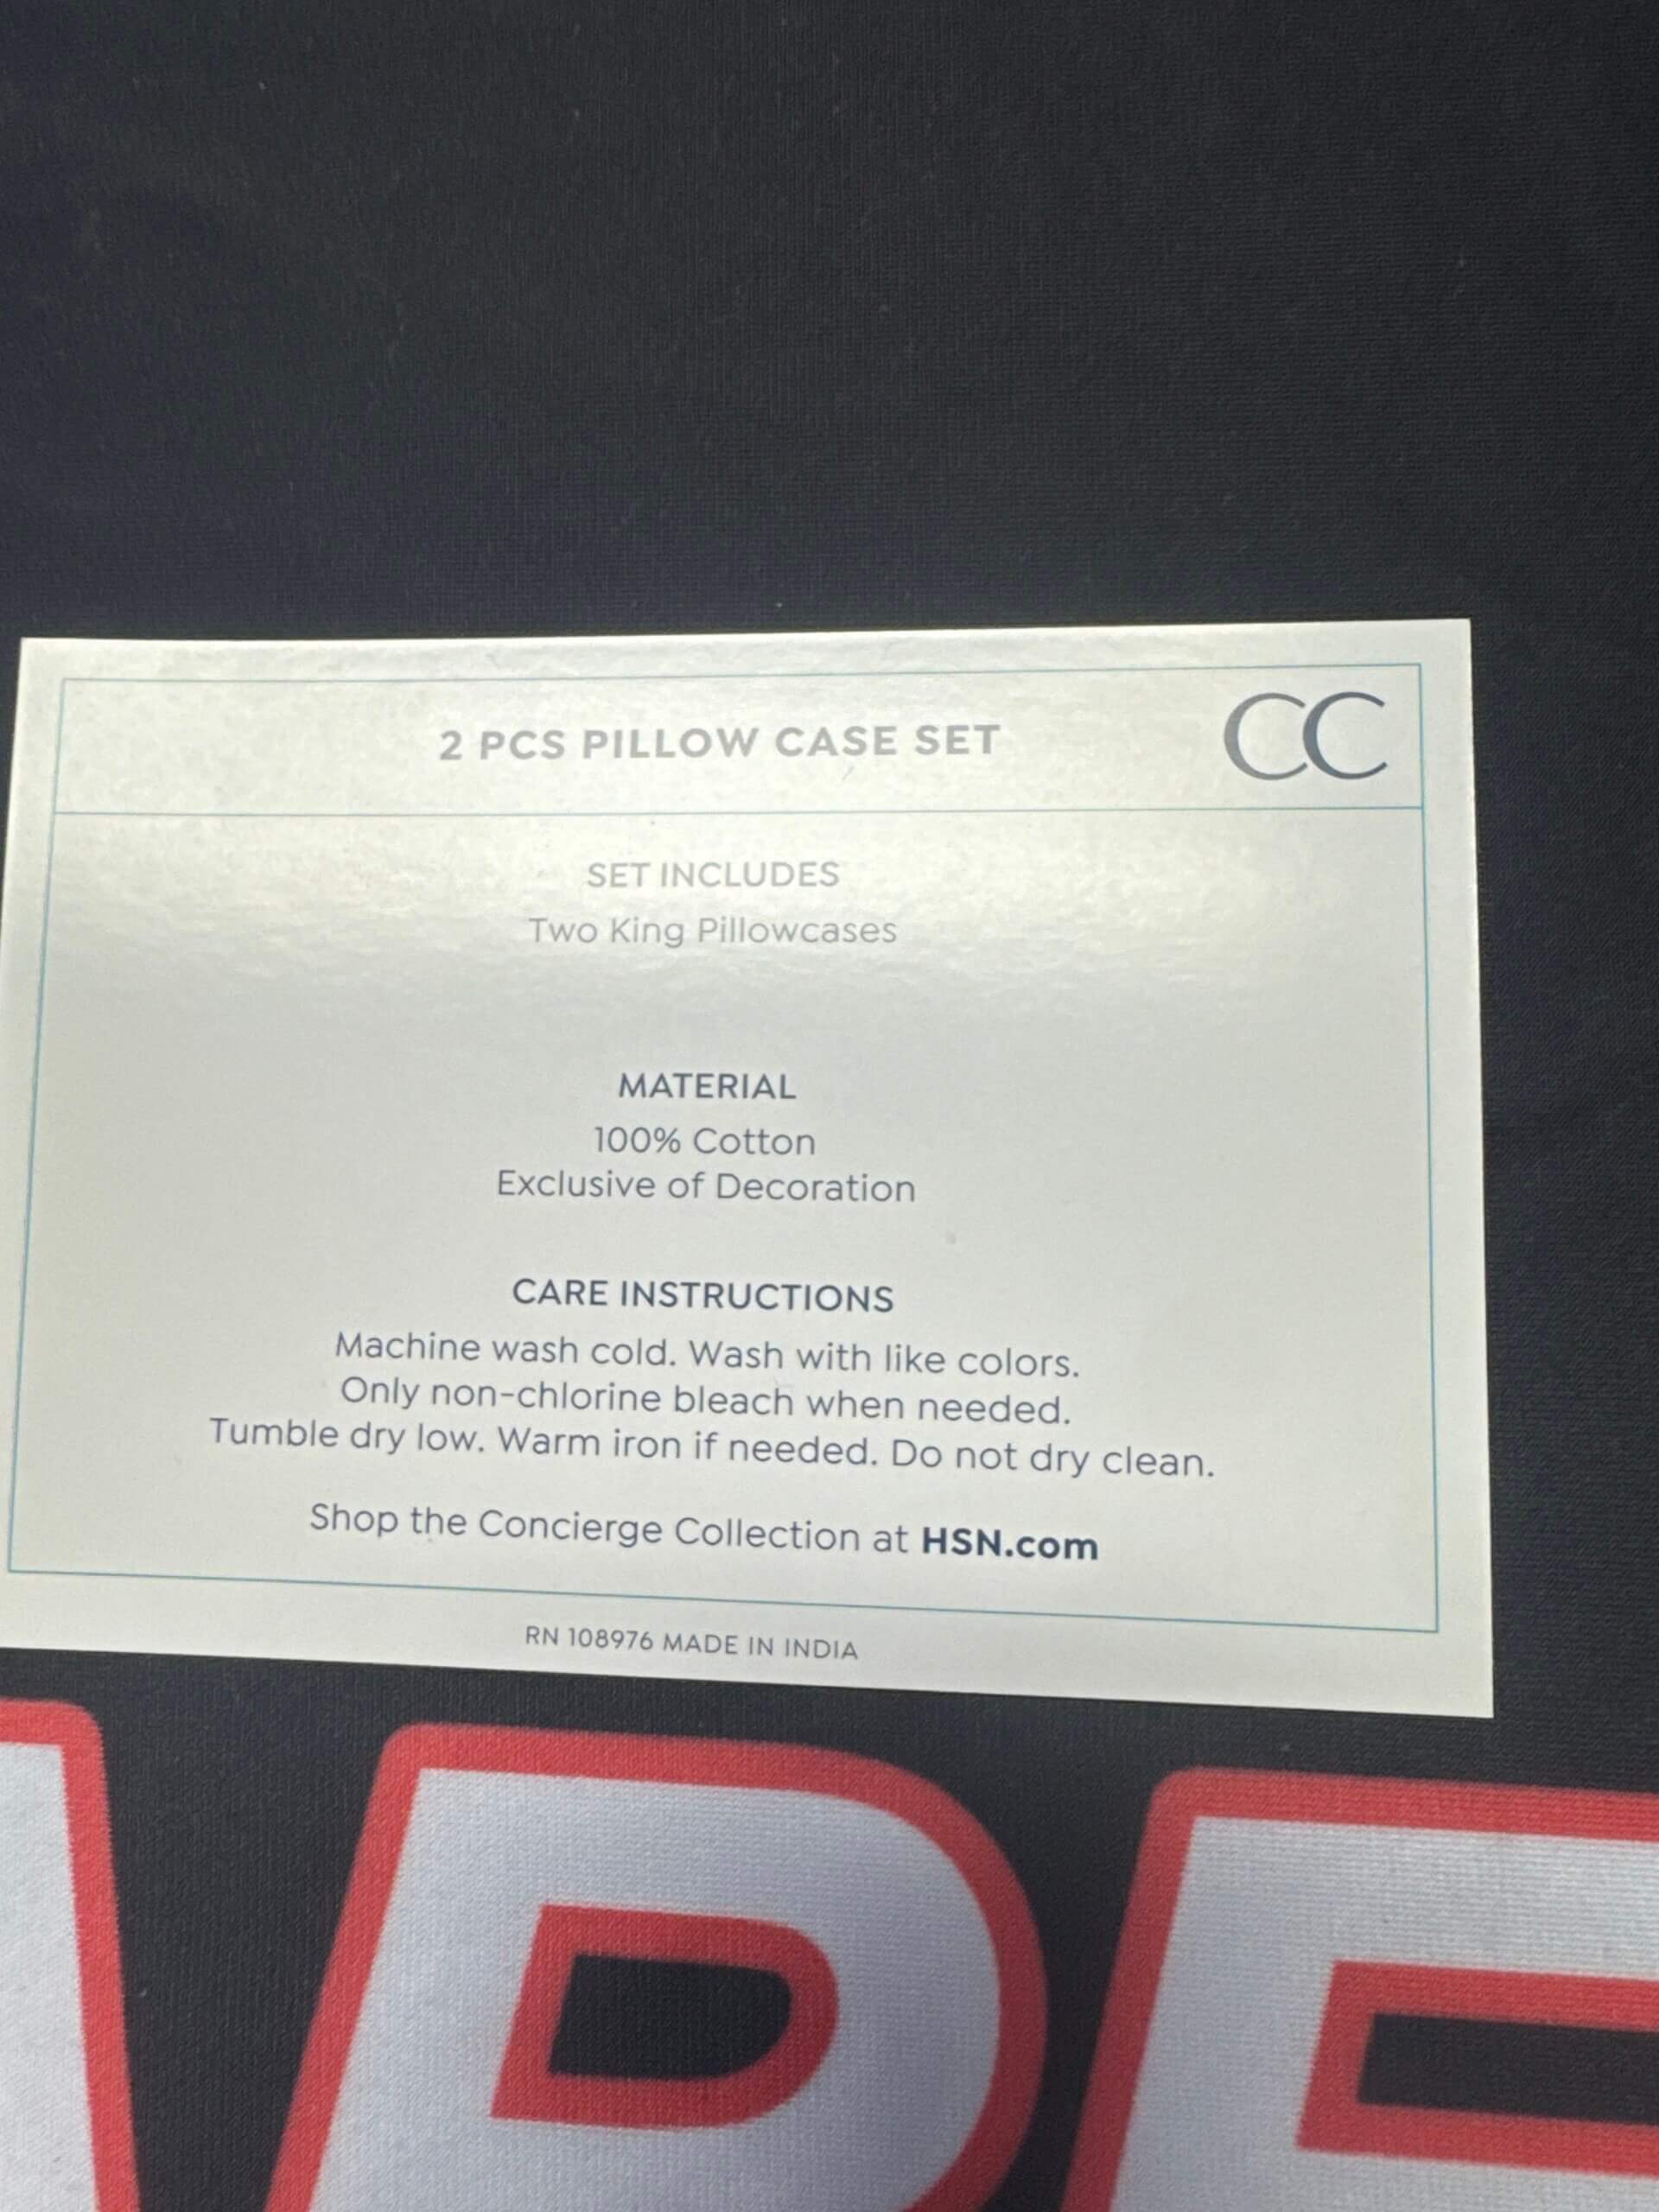 2 PCS PILLOW CASE SET
CC
SET INCLUDES
Two King Pillowcases
MATERIAL
100% Cotton
Exclusive of Decoration
CARE INSTRUCTIONS
Machine wash cold. Wash with like colors.
Only non-chlorine bleach when needed.
Tumble dry low. Warm iron if needed. Do not dry clean.
Shop the Concierge Collection at HSN.com
RN 108976 MADE IN INDIA